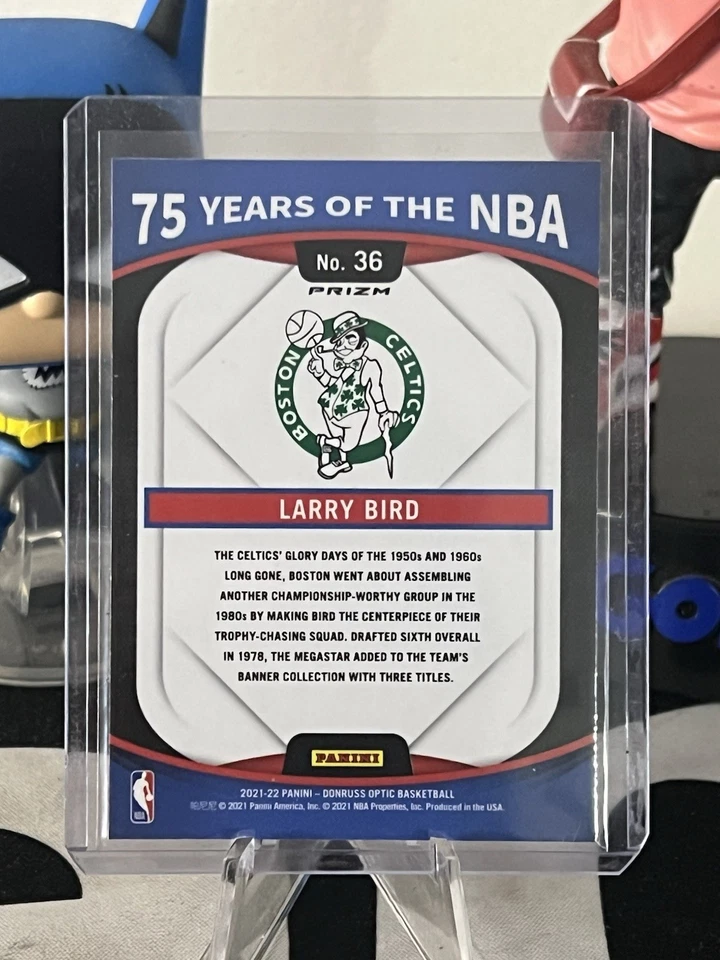 75 YEARS OF THE NBA
No. 36
PRIZM
BOSTON CELTICS
LARRY BIRD
THE CELTICS' GLORY DAYS OF THE 1950s AND 1960s
LONG GONE, BOSTON WENT ABOUT ASSEMBLING
ANOTHER CHAMPIONSHIP-WORTHY GROUP IN THE
1980s BY MAKING BIRD THE CENTERPIECE OF THEIR
TROPHY-CHASING SQUAD. DRAFTED SIXTH OVERALL
IN 1978, THE MEGASTAR ADDED TO THE TEAM'S
BANNER COLLECTION WITH THREE TITLES.
PANINI
2021-22 PANINI – DONRUSS OPTIC BASKETBALL
© 2021 Panini America, Inc. © 2021 NBA Properties, Inc. Produced in the USA.
NBA